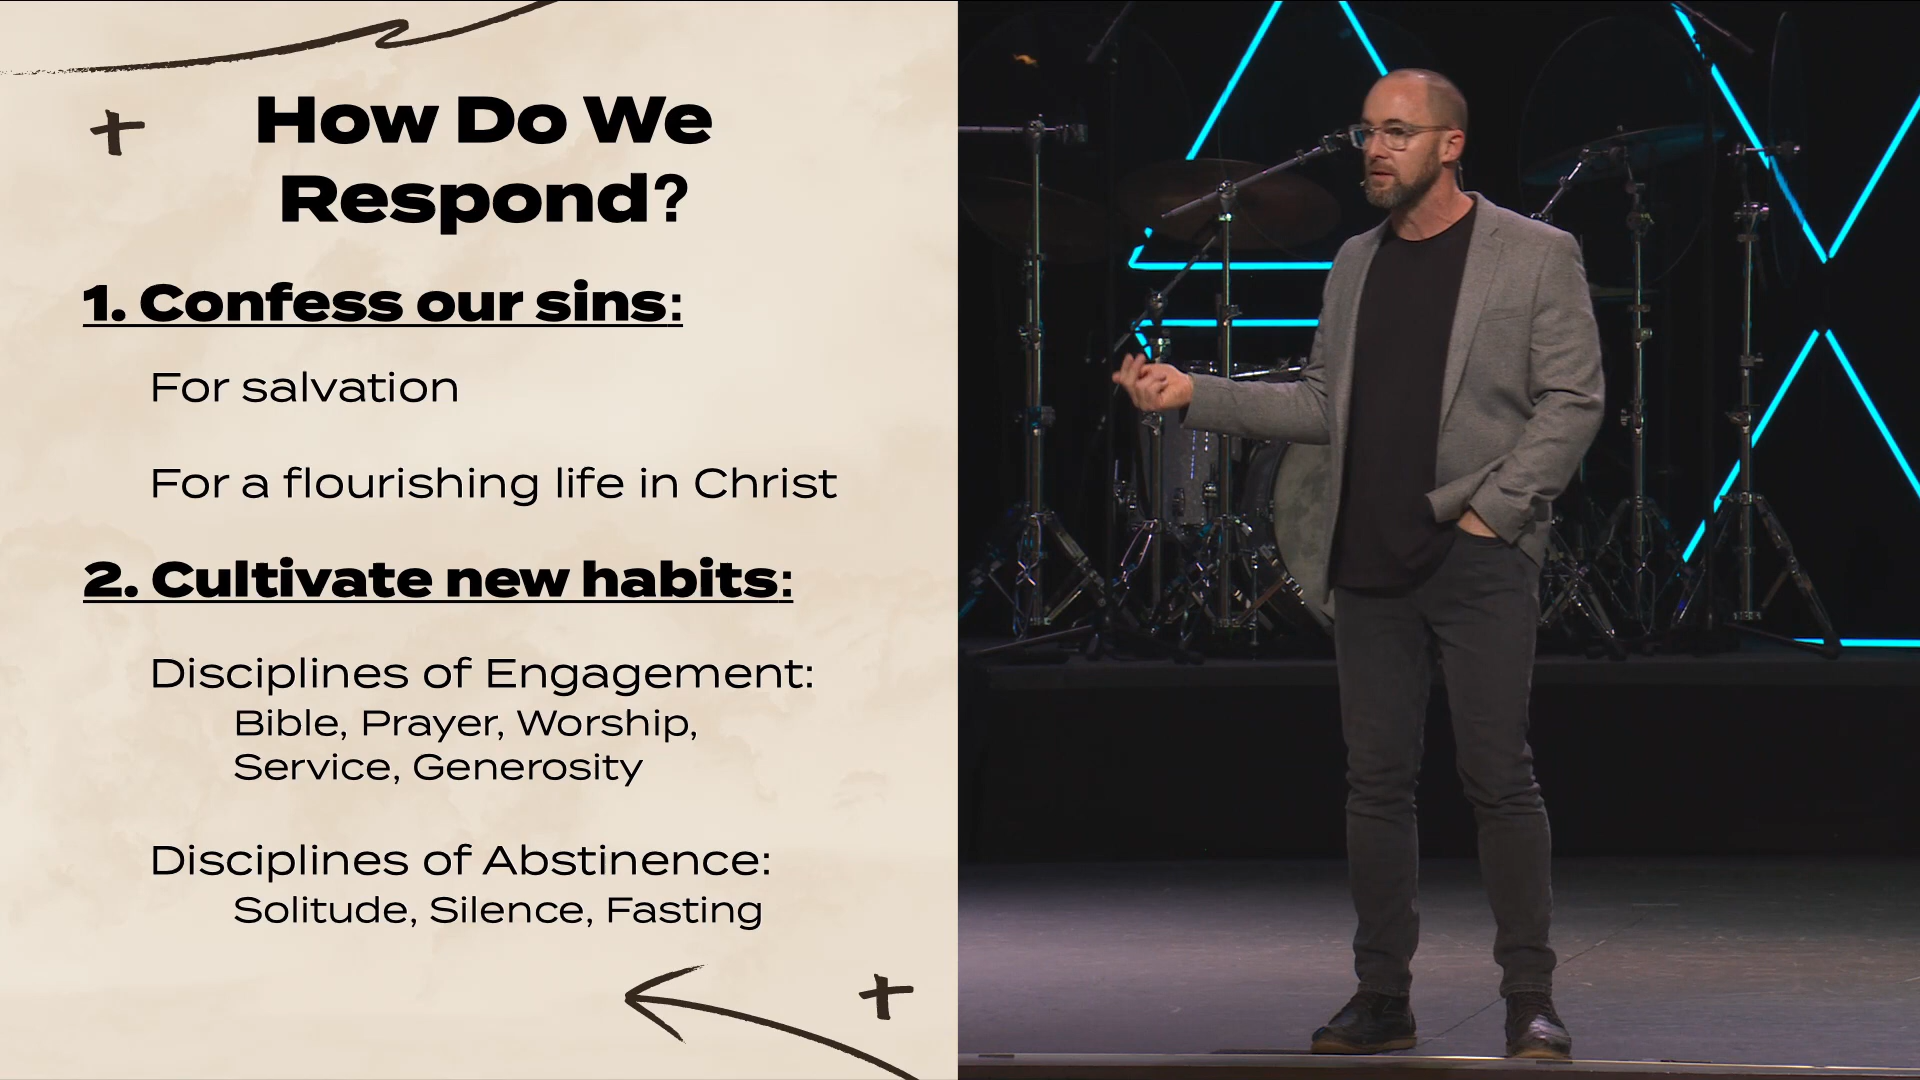 How Do We
Respond?
1. Confess our sins:
For salvation
For a flourishing life in Christ
2. Cultivate new habits:
Disciplines of Engagement:
Bible, Prayer, Worship,
Service, Generosity
Disciplines of Abstinence:
Solitude, Silence, Fasting